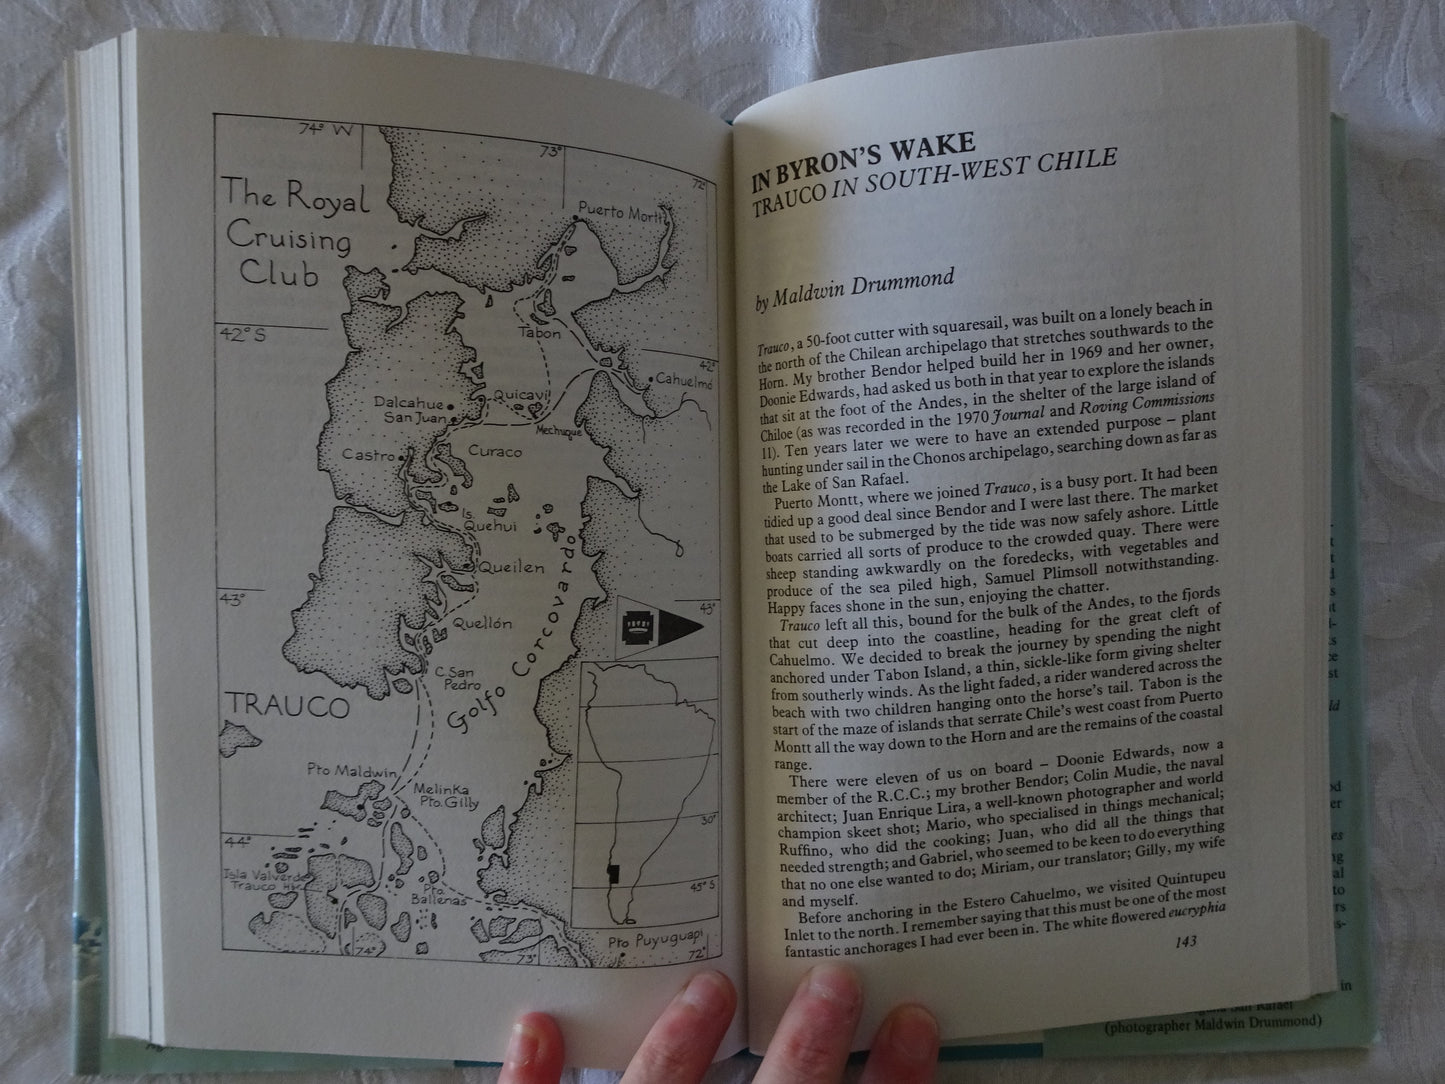 74° W
73°
72°
The Royal
Cruising
Club
Puerto Montt
42° S
Tabon
42°
Cahuelmó
Quicavi
Dalcahue
San Juan
Mechuque
Castro
Curaco
Is.
Quehui
Queilen
Golfo Corcovardo
43°
43°
Quellón
C. San
Pedro
TRAUCO
Pto Maldwin
Melinka
Pto. Gilly
30°
44°
Isla Valverde
Trauco Hr.
Pto.
Ballenas
45° S
Pto Puyuguapi
74°
73°
72°
IN BYRON'S WAKE
TRAUCO IN SOUTH-WEST CHILE
by Maldwin Drummond
Trauco, a 50-foot cutter with squaresail, was built on a lonely beach in
the north of the Chilean archipelago that stretches southwards to the
Horn. My brother Bendor helped build her in 1969 and her owner,
Doonie Edwards, had asked us both in that year to explore the islands
that sit at the foot of the Andes, in the shelter of the large island of
Chiloe (as was recorded in the 1970 Journal and Roving Commissions
11). Ten years later we were to have an extended purpose – plant
hunting under sail in the Chonos archipelago, searching down as far as
the Lake of San Rafael.
Puerto Montt, where we joined Trauco, is a busy port. It had been
tidied up a good deal since Bendor and I were last there. The market
that used to be submerged by the tide was now safely ashore. Little
boats carried all sorts of produce to the crowded quay. There were
sheep standing awkwardly on the foredecks, with vegetables and
produce of the sea piled high, Samuel Plimsoll notwithstanding.
Happy faces shone in the sun, enjoying the chatter.
Trauco left all this, bound for the bulk of the Andes, to the fjords
that cut deep into the coastline, heading for the great cleft of
Cahuelmo. We decided to break the journey by spending the night
anchored under Tabon Island, a thin, sickle-like form giving shelter
from southerly winds. As the light faded, a rider wandered across the
beach with two children hanging onto the horse's tail. Tabon is the
start of the maze of islands that serrate Chile's west coast from Puerto
Montt all the way down to the Horn and are the remains of the coastal
range.
There were eleven of us on board – Doonie Edwards, now a
member of the R.C.C.; my brother Bendor; Colin Mudie, the naval
architect; Juan Enrique Lira, a well-known photographer and world
champion skeet shot; Mario, who specialised in things mechanical;
Ruffino, who did the cooking; Juan, who did all the things that
needed strength; and Gabriel, who seemed to be keen to do everything
that no one else wanted to do; Miriam, our translator; Gilly, my wife
and myself.
Before anchoring in the Estero Cahuelmo, we visited Quintupeu
Inlet to the north. I remember saying that this must be one of the most
fantastic anchorages I had ever been in. The white flowered eucryphia
143
in
San Rafael
(photographer Maldwin Drummond)